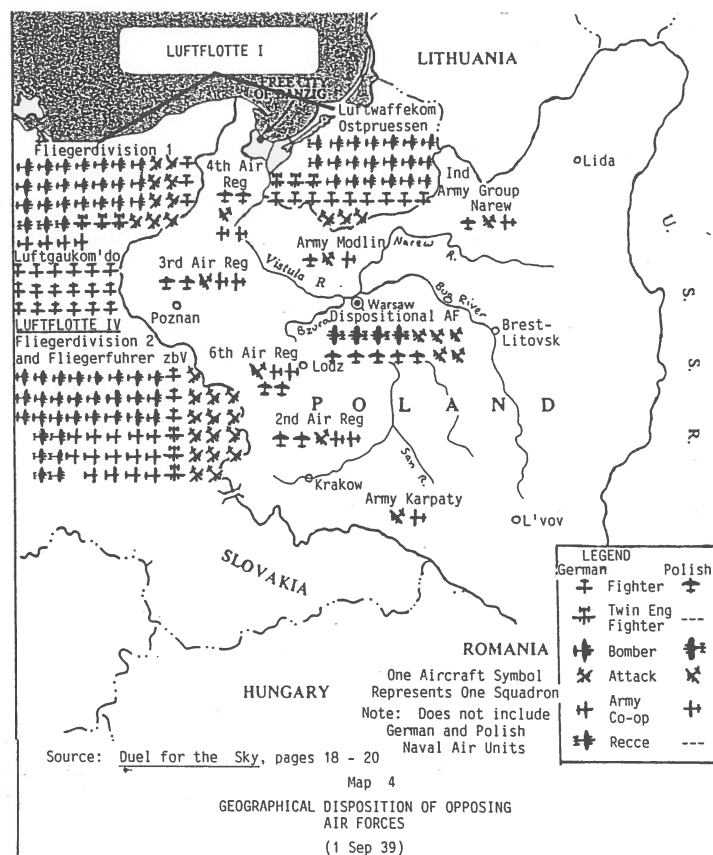 LUFTFLOTTE I
LITHUANIA
FREE CITY
OF DANZIG
Luftwaffekom
Ostpruessen
Fliegerdivision 1
4th Air
Reg
Ind
Army Group
Narew
Lida
Luftgaukom'do
3rd Air Reg
Poznan
Army Modlin
Narew
R.
Vistula R
Bug River
Warsaw
Bzura
Dispositional AF
Brest-
Litovsk
LUFTFLOTTE IV
Fliegerdivision 2
and Fliegerfuhrer zbV
6th Air Reg
Lodz
POLAND
U.S.S.R.
2nd Air Reg
San R.
Krakow
Army Karpaty
L'vov
SLOVAKIA
HUNGARY
ROMANIA
LEGEND
German Polish
Fighter
Twin Eng
Fighter ---
Bomber
Attack
Army
Co-op
Recce ---
One Aircraft Symbol
Represents One Squadron
Note: Does not include
German and Polish
Naval Air Units
Source: Duel for the Sky, pages 18 - 20
Map 4
GEOGRAPHICAL DISPOSITION OF OPPOSING
AIR FORCES
(1 Sep 39)